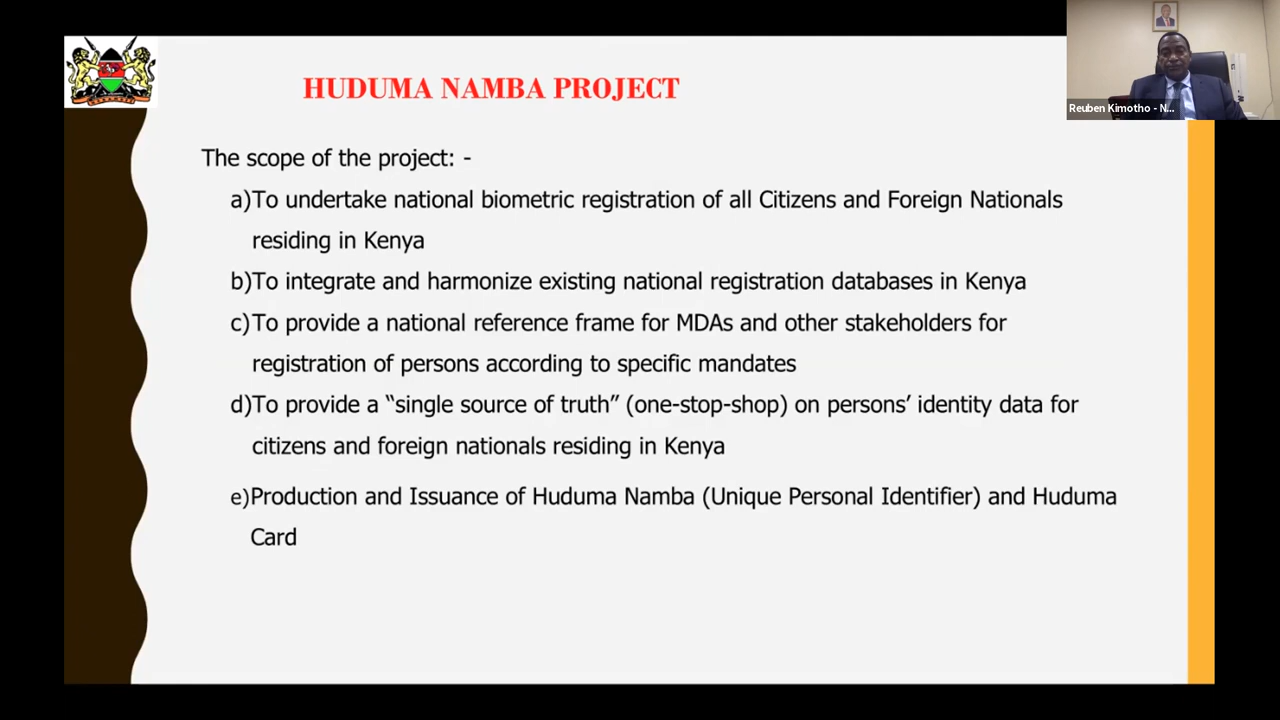 HUDUMA NAMBA PROJECT
Reuben Kimotho - N...
The scope of the project: -
a)To undertake national biometric registration of all Citizens and Foreign Nationals
residing in Kenya
b)To integrate and harmonize existing national registration databases in Kenya
c)To provide a national reference frame for MDAs and other stakeholders for
registration of persons according to specific mandates
d)To provide a “single source of truth” (one-stop-shop) on persons’ identity data for
citizens and foreign nationals residing in Kenya
e)Production and Issuance of Huduma Namba (Unique Personal Identifier) and Huduma
Card